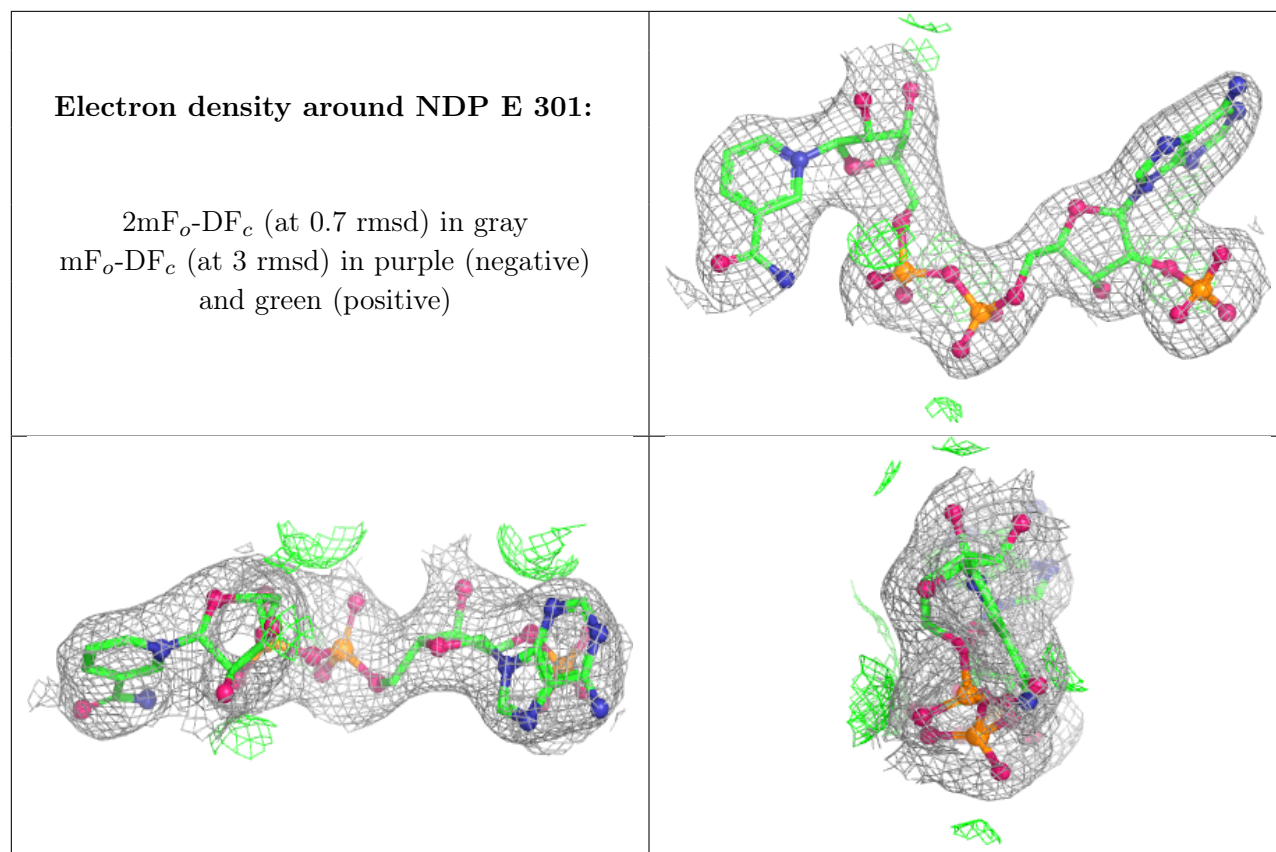 Electron density around NDP E 301:
2mFo-DFc (at 0.7 rmsd) in gray
mFo-DFc (at 3 rmsd) in purple (negative)
and green (positive)